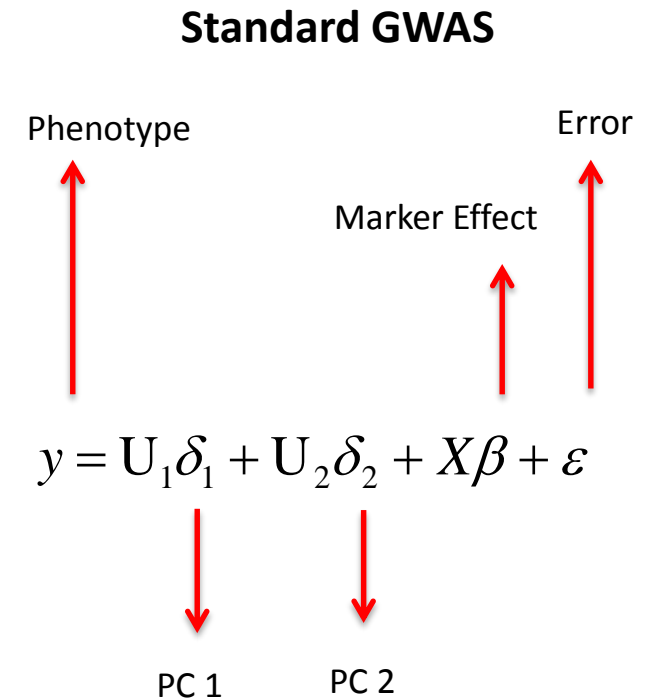 Standard GWAS
Phenotype
Error
Marker Effect
y = U₁δ₁ + U₂δ₂ + Xβ + ε
PC 1
PC 2